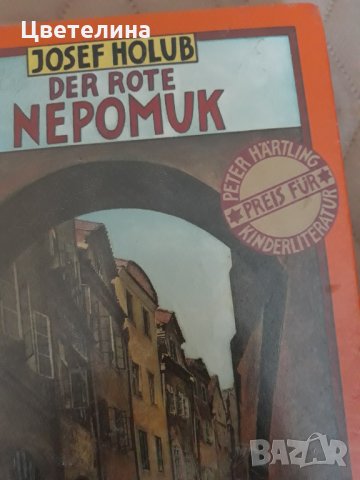 Цветелина
JOSEF HOLUB
DER ROTE
NEPOMUK
PETER HÄRTLING
PREIS FÜR
KINDERLITERATUR
BAZAR